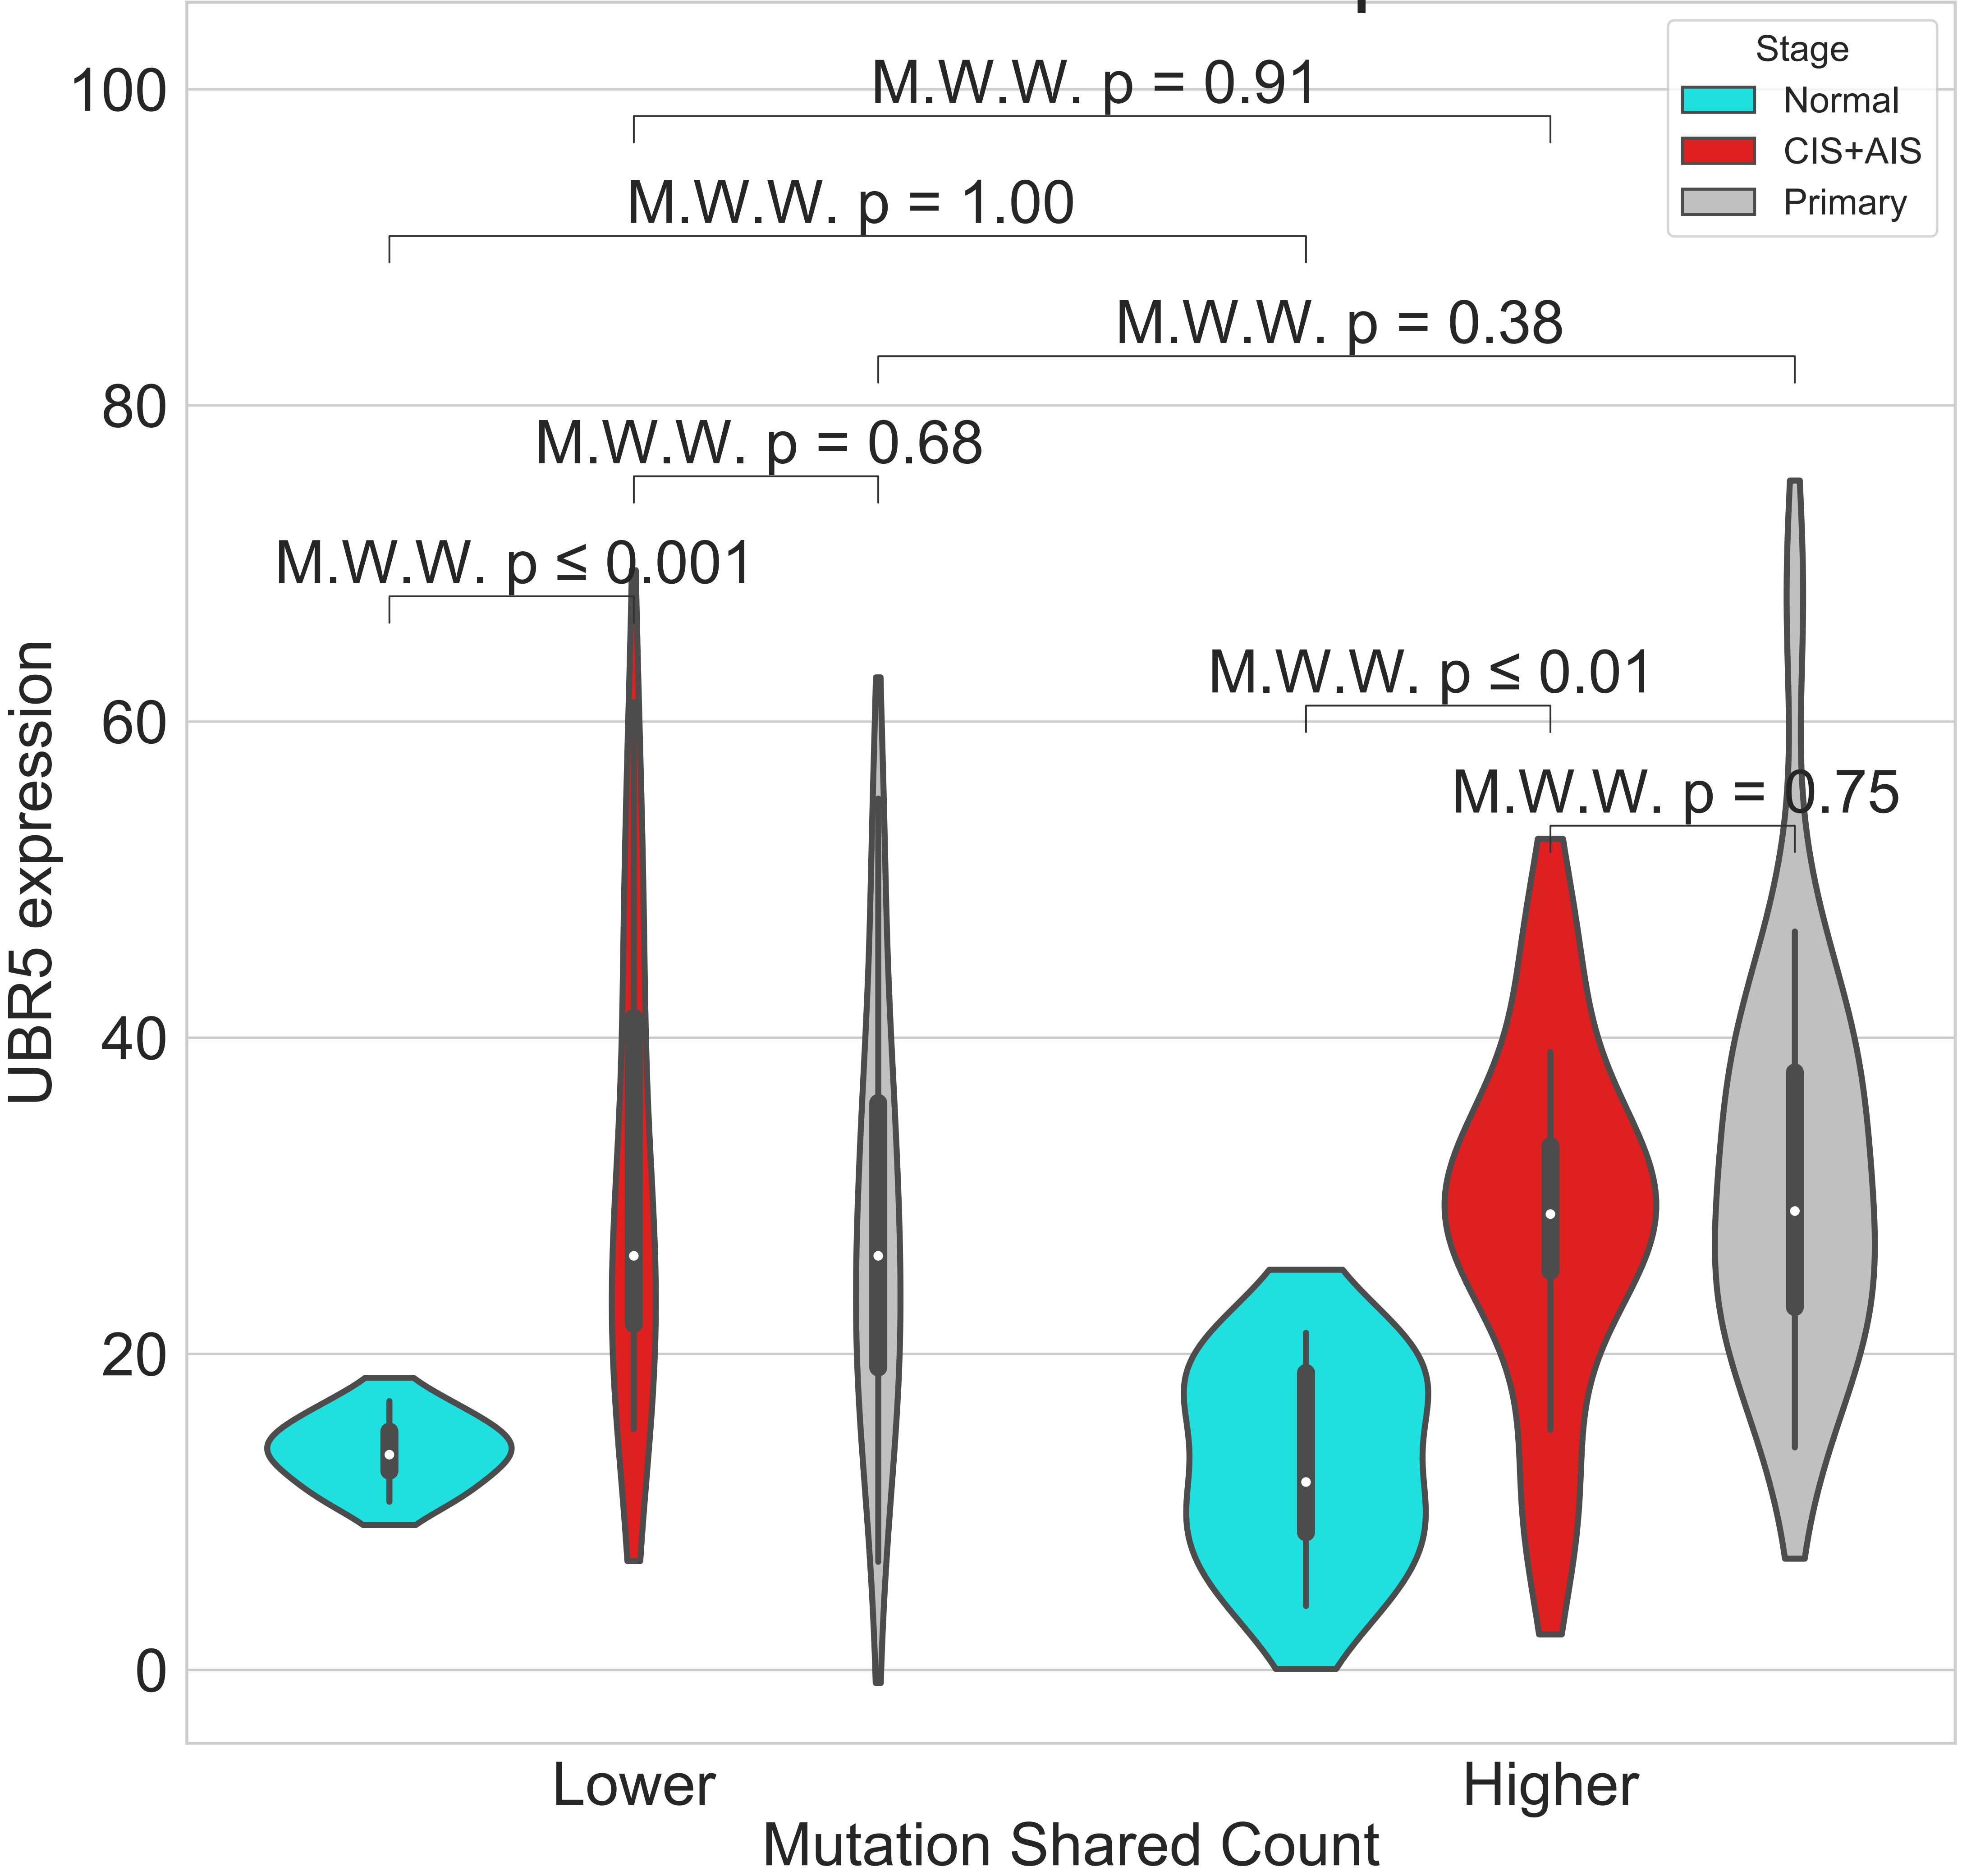 100
80
60
40
20
0
UBR5 expression
M.W.W. p = 0.91
M.W.W. p = 1.00
M.W.W. p = 0.38
M.W.W. p = 0.68
M.W.W. p ≤ 0.001
M.W.W. p ≤ 0.01
M.W.W. p = 0.75
Stage
Normal
CIS+AIS
Primary
Lower
Higher
Mutation Shared Count